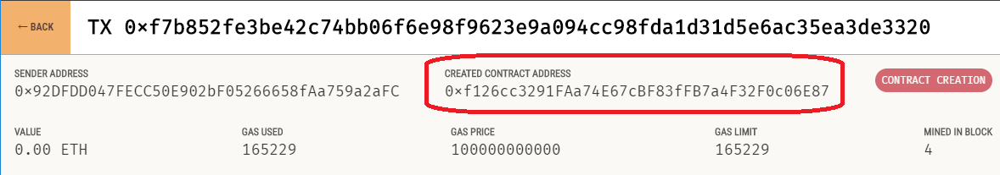 ← BACK
TX 0×f7b852fe3be42c74bb06f6e98f9623e9a094cc98fda1d31d5e6ac35ea3de3320
SENDER ADDRESS CREATED CONTRACT ADDRESS
0×92DFDD047FECC50E902bF05266658fAa759a2aFC 0×f126cc3291FAa74E67cBF83fFB7a4F32F0c06E87 CONTRACT CREATION
VALUE GAS USED GAS PRICE GAS LIMIT MINED IN BLOCK
0.00 ETH 165229 100000000000 165229 4